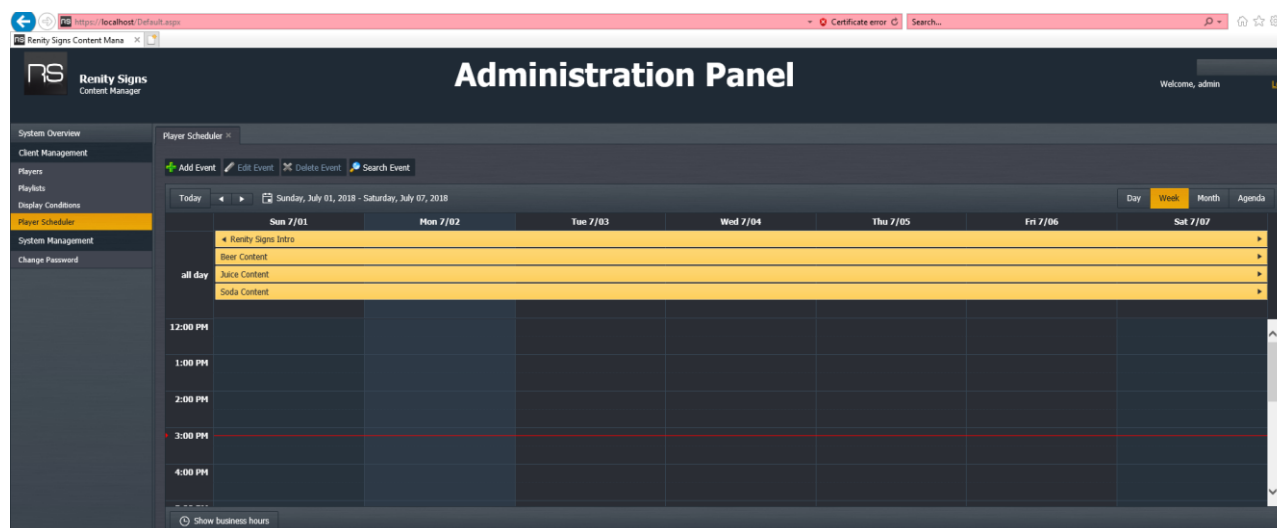 https://localhost/Default.aspx
Certificate error
Search...
Renity Signs Content Mana
RS
Renity Signs
Content Manager
Administration Panel
Welcome, admin
System Overview
Client Management
Players
Playlists
Display Conditions
Player Scheduler
System Management
Change Password
Player Scheduler
Add Event Edit Event Delete Event Search Event
Today Sunday, July 01, 2018 - Saturday, July 07, 2018 Day Week Month Agenda
Sun 7/01 Mon 7/02 Tue 7/03 Wed 7/04 Thu 7/05 Fri 7/06 Sat 7/07
all day
Renity Signs Intro
Beer Content
Juice Content
Soda Content
12:00 PM
1:00 PM
2:00 PM
3:00 PM
4:00 PM
Show business hours